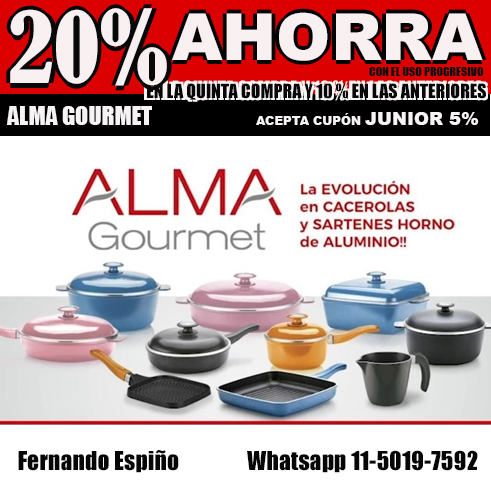 20% AHORRA
CON EL USO PROGRESIVO
EN LA QUINTA COMPRA Y 10% EN LAS ANTERIORES
ALMA GOURMET
ACEPTA CUPÓN JUNIOR 5%
ALMA
Gourmet
La EVOLUCIÓN
en CACEROLAS
y SARTENES HORNO
de ALUMINIO!!
Fernando Espiño
Whatsapp 11-5019-7592